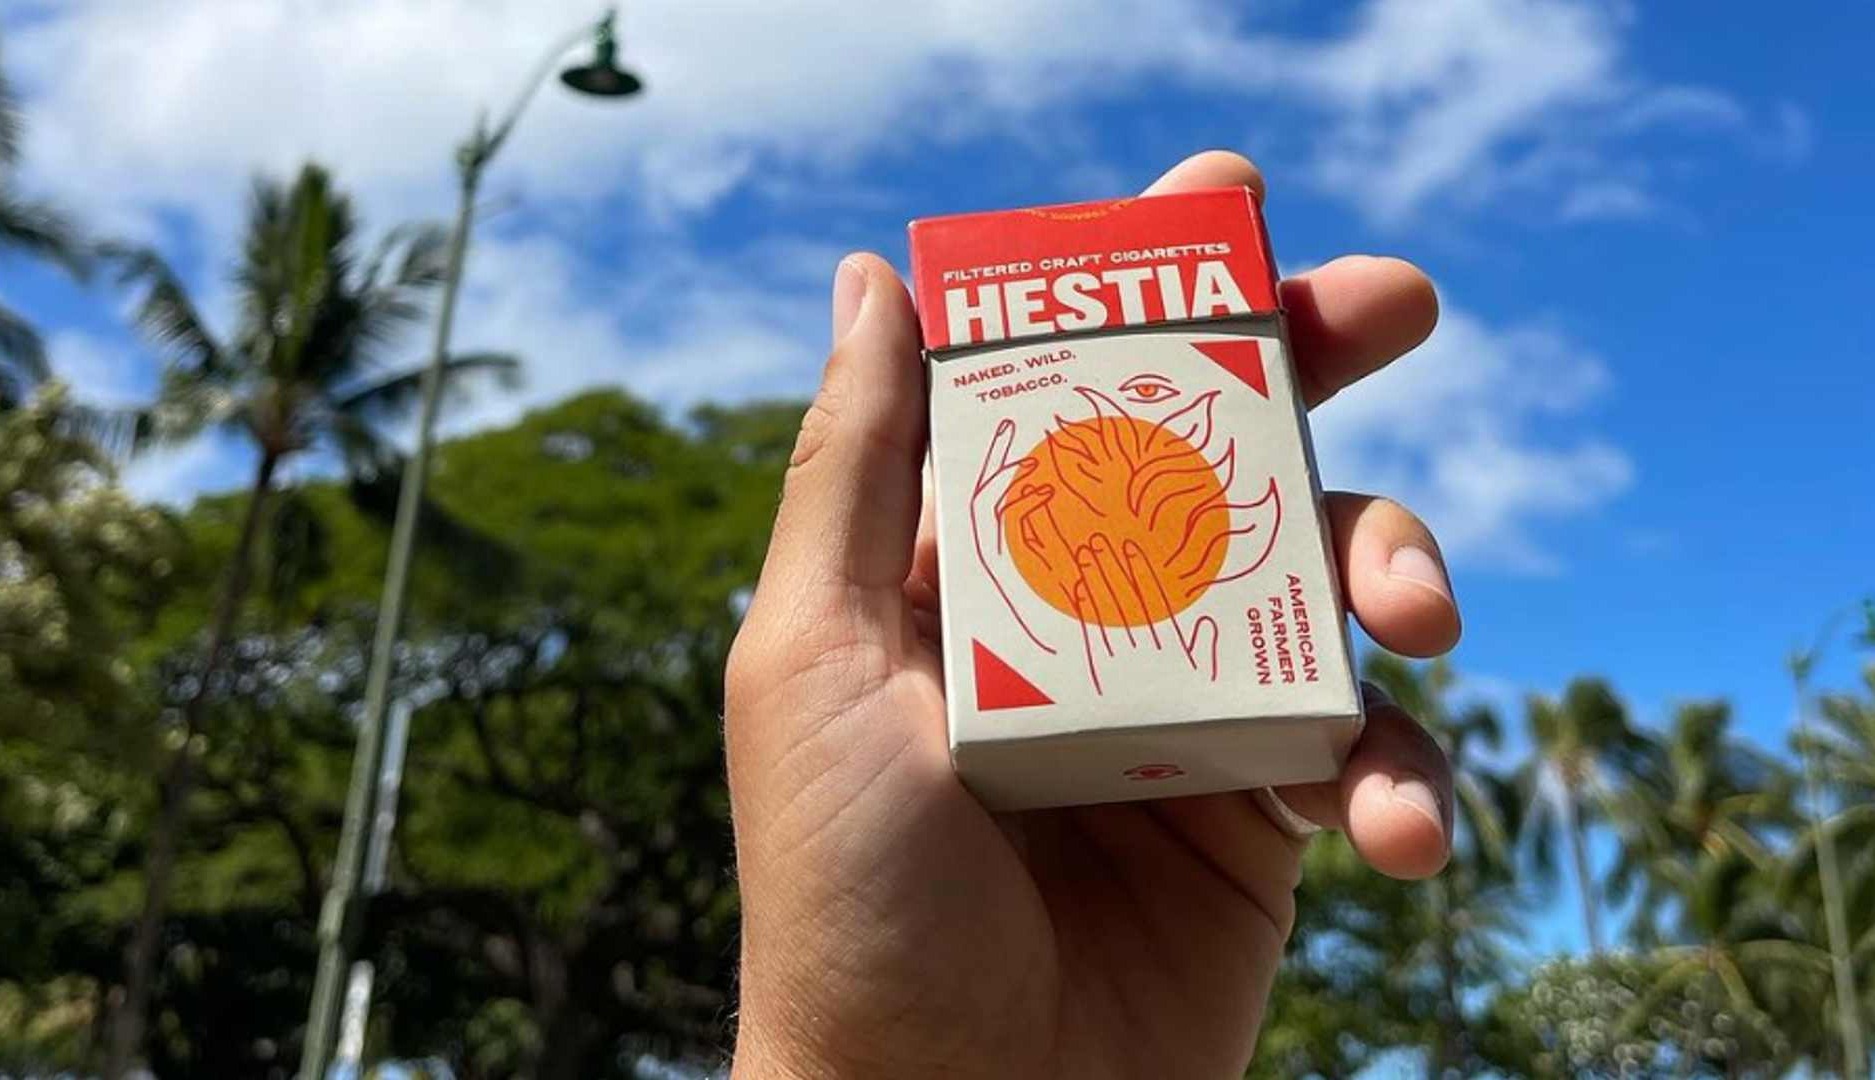 FILTERED CRAFT CIGARETTES
HESTIA
NAKED. WILD.
TOBACCO.
AMERICAN
FARMER
GROWN